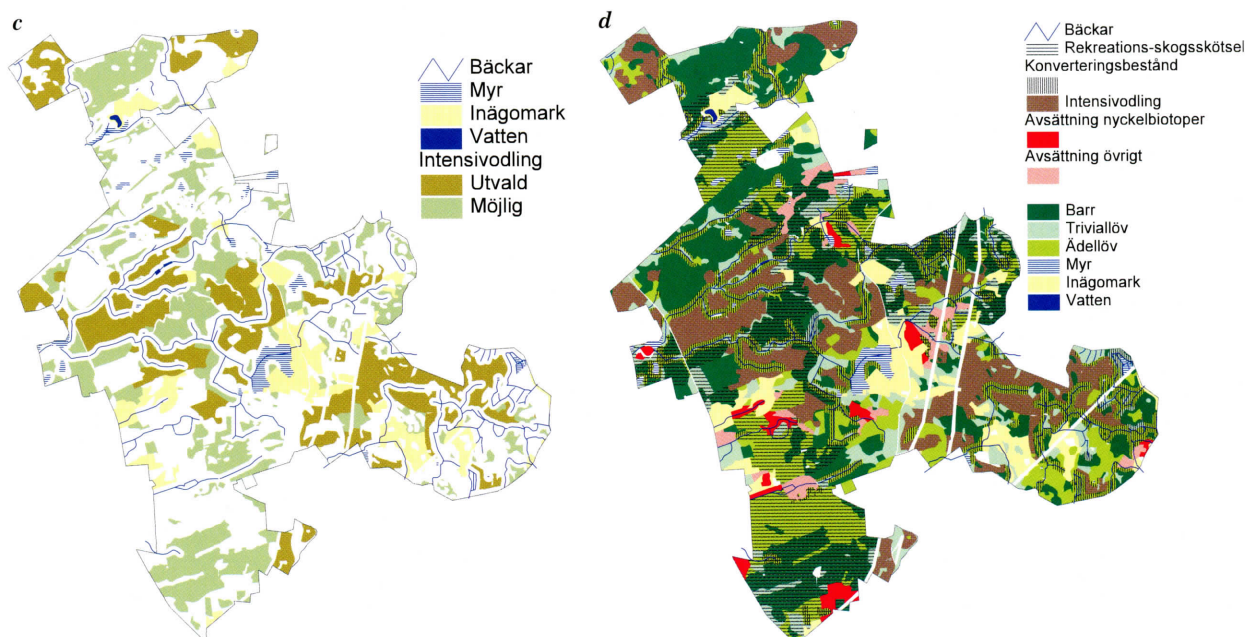 c
Bäckar
Myr
Inägomark
Vatten
Intensivodling
Utvald
Möjlig
d
Bäckar
Rekreations-skogsskötsel
Konverteringsbestånd
Intensivodling
Avsättning nyckelbiotoper
Avsättning övrigt
Barr
Triviallöv
Ädellöv
Myr
Inägomark
Vatten